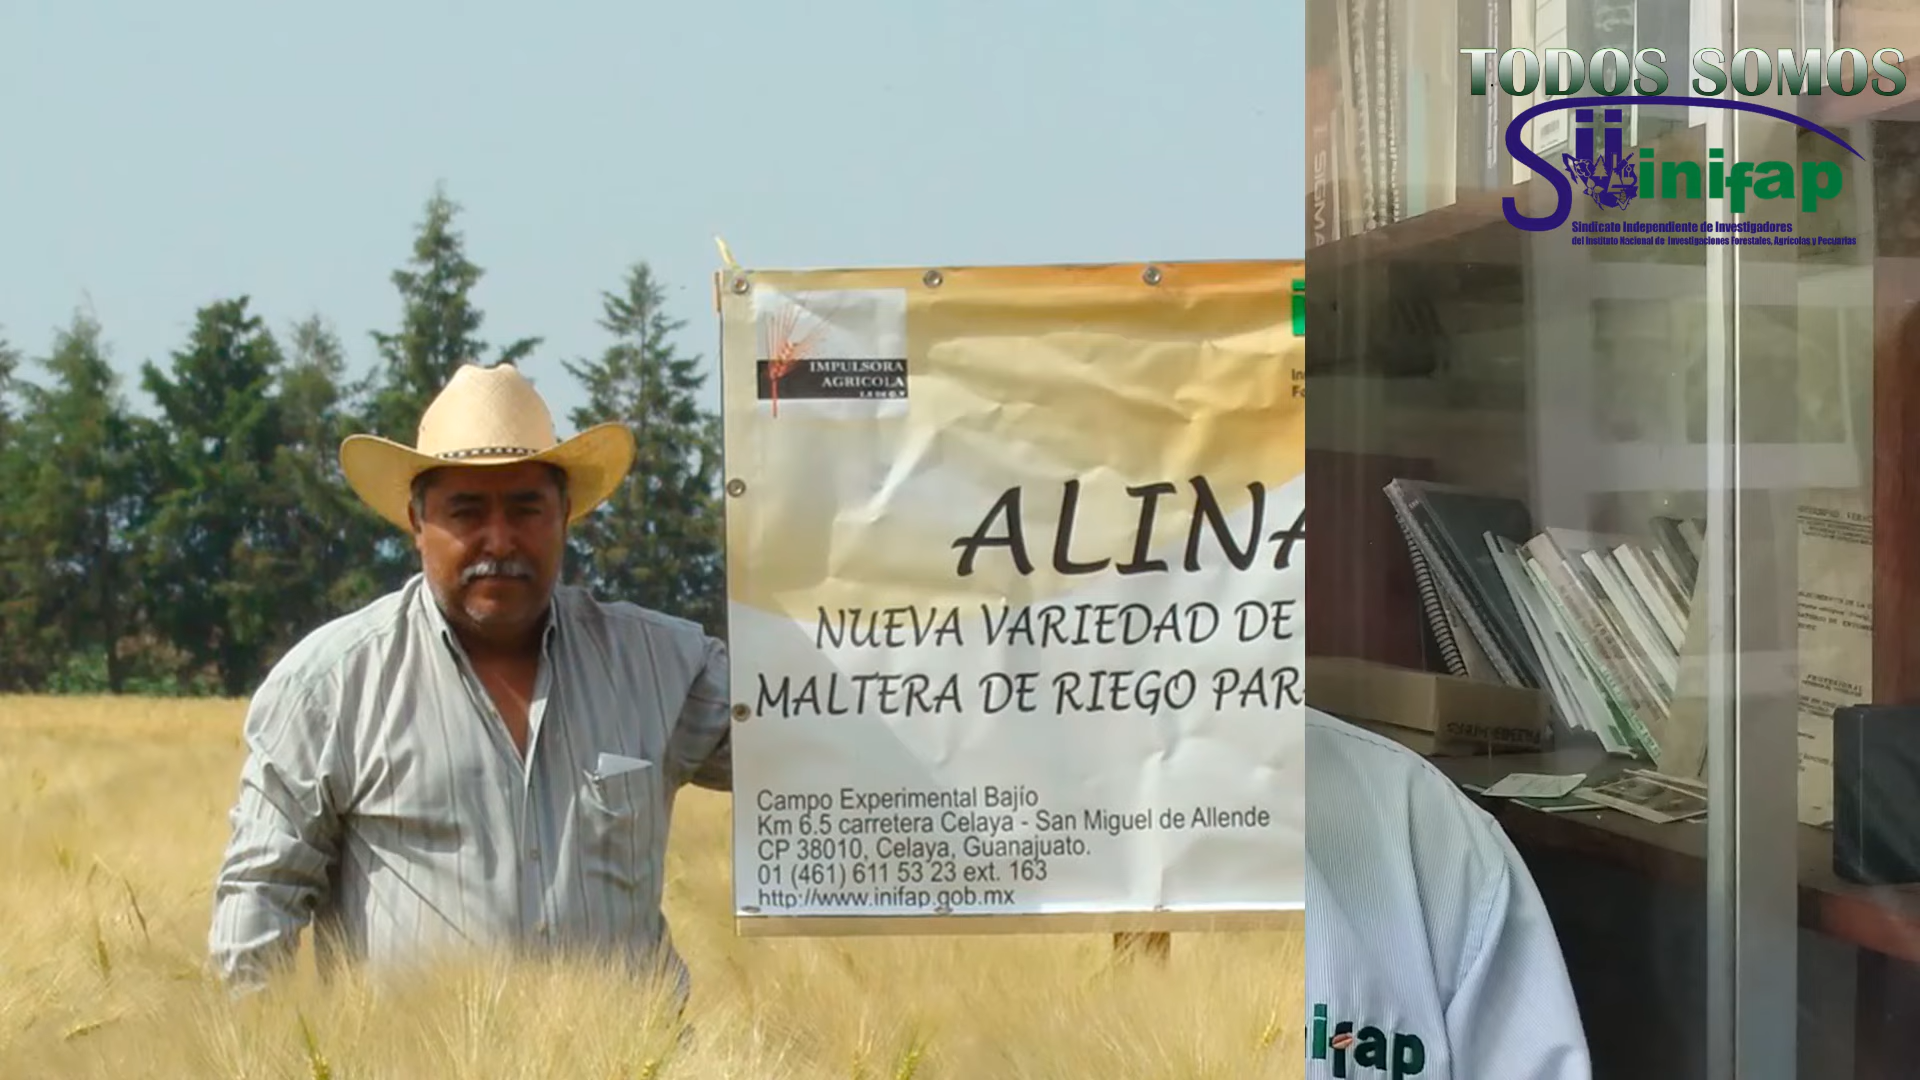 TODOS SOMOS
Siinifap
Sindicato Independiente de Investigadores
del Instituto Nacional de Investigaciones Forestales, Agrícolas y Pecuarias
IMPULSORA
AGRICOLA
ALINA
NUEVA VARIEDAD DE
MALTERA DE RIEGO PAR
Campo Experimental Bajío
Km 6.5 carretera Celaya - San Miguel de Allende
CP 38010, Celaya, Guanajuato.
01 (461) 611 53 23 ext. 163
http://www.inifap.gob.mx
inifap